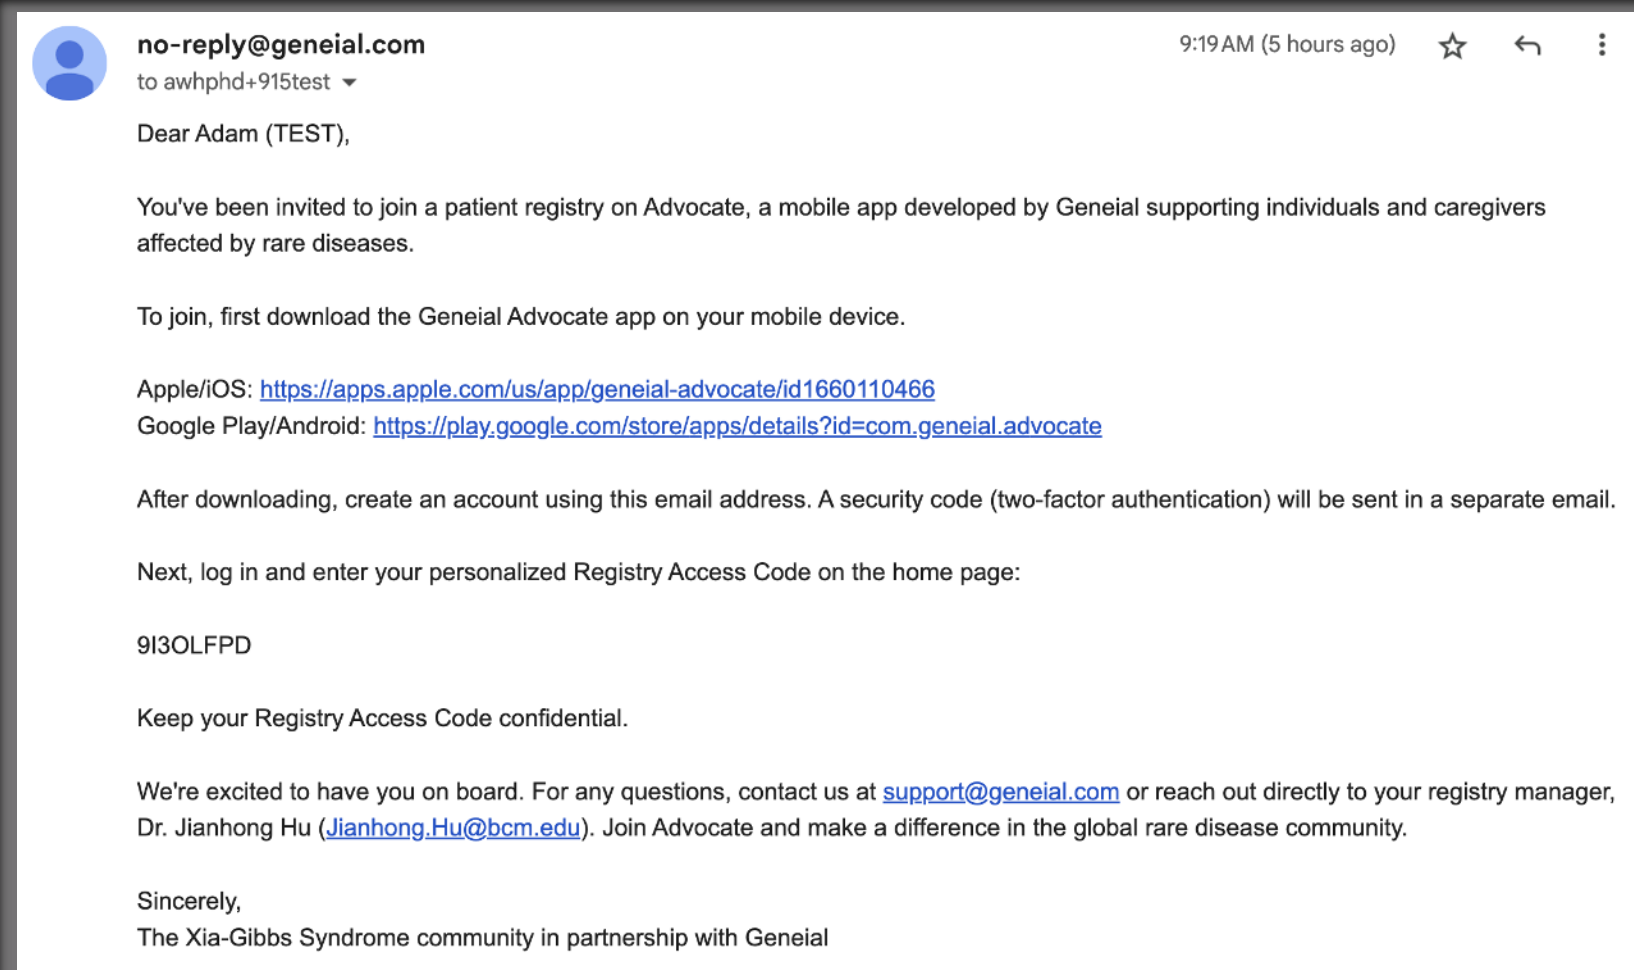 no-reply@geneial.com
9:19 AM (5 hours ago)
to awhphd+915test
Dear Adam (TEST),
You've been invited to join a patient registry on Advocate, a mobile app developed by Geneial supporting individuals and caregivers
affected by rare diseases.
To join, first download the Geneial Advocate app on your mobile device.
Apple/iOS: https://apps.apple.com/us/app/geneial-advocate/id1660110466
Google Play/Android: https://play.google.com/store/apps/details?id=com.geneial.advocate
After downloading, create an account using this email address. A security code (two-factor authentication) will be sent in a separate email.
Next, log in and enter your personalized Registry Access Code on the home page:
9I3OLFPD
Keep your Registry Access Code confidential.
We're excited to have you on board. For any questions, contact us at support@geneial.com or reach out directly to your registry manager,
Dr. Jianhong Hu (Jianhong.Hu@bcm.edu). Join Advocate and make a difference in the global rare disease community.
Sincerely,
The Xia-Gibbs Syndrome community in partnership with Geneial